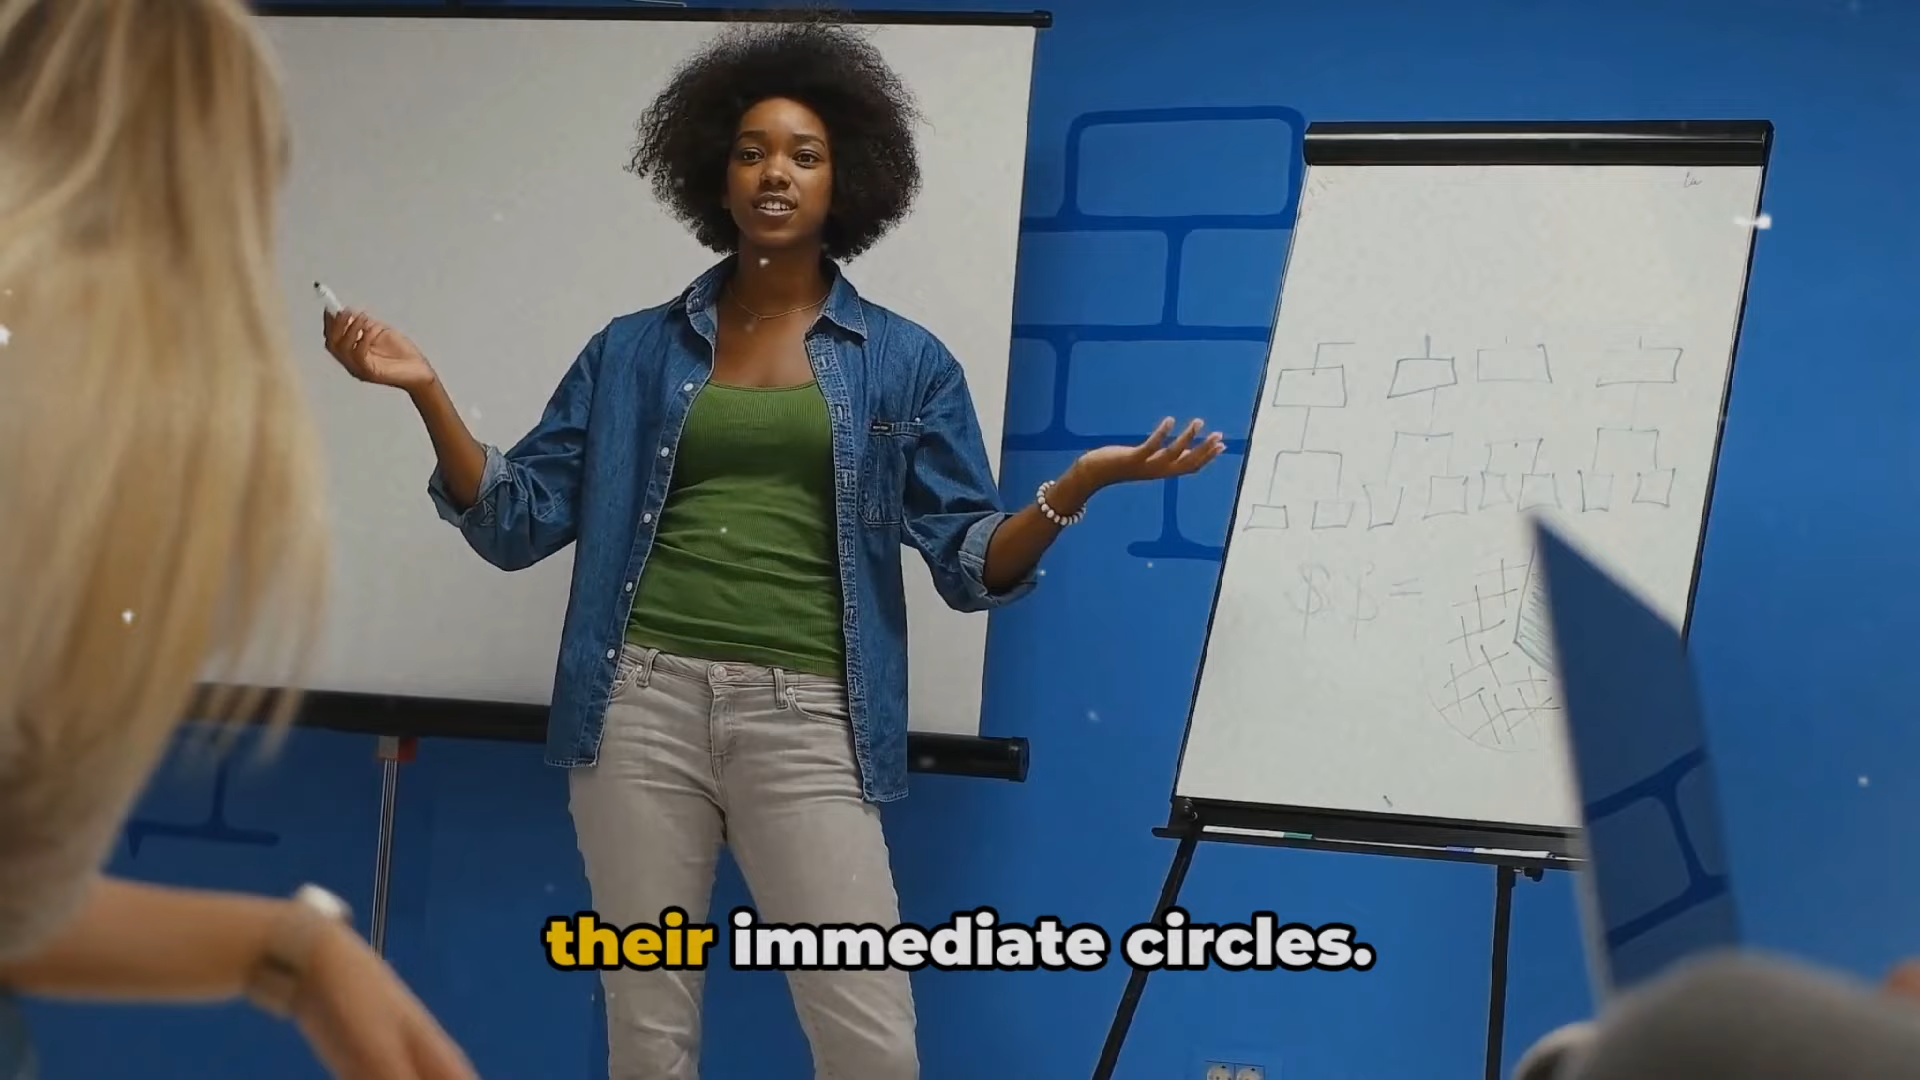 $$ =
their immediate circles.